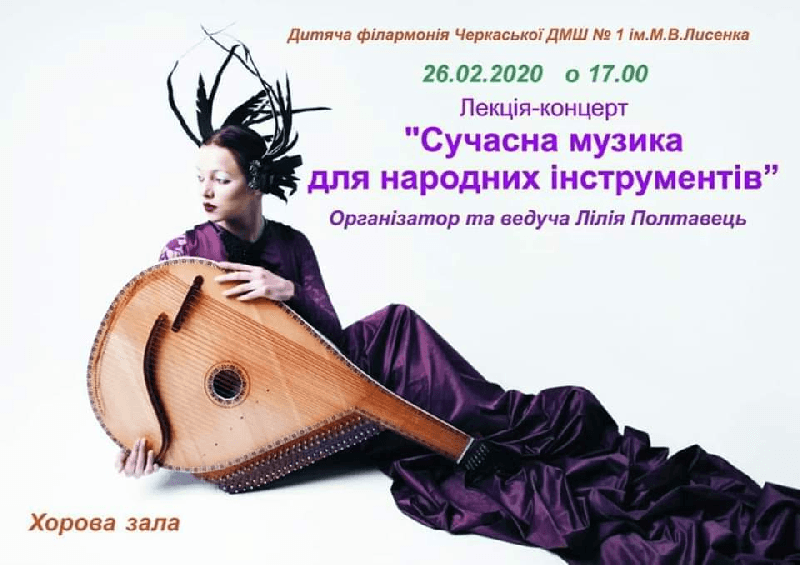 Дитяча філармонія Черкаської ДМШ № 1 ім.М.В.Лисенка
26.02.2020 о 17.00
Лекція-концерт
"Сучасна музика
для народних інструментів”
Організатор та ведуча Лілія Полтавець
Хорова зала